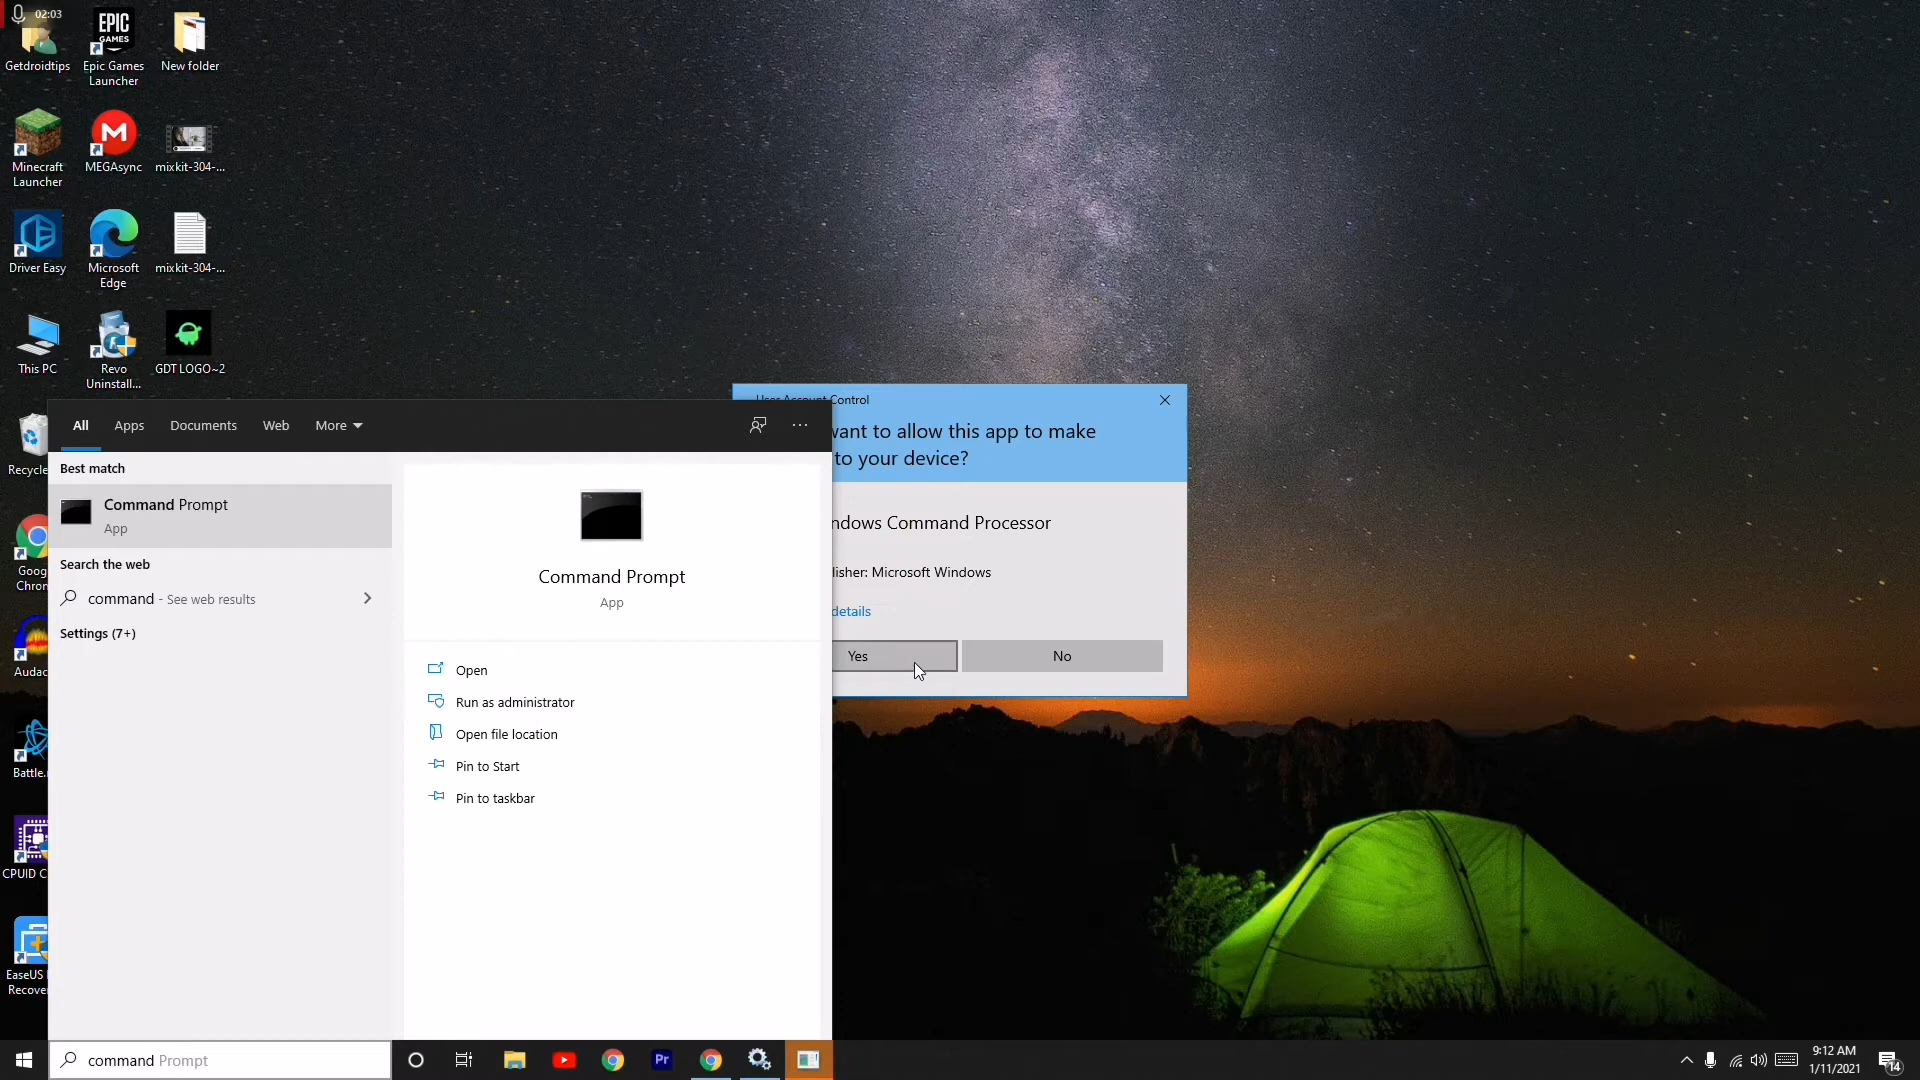 02:03
Getdroidtips
EPIC
GAMES
Epic Games
Launcher
New folder
Minecraft
Launcher
MEGAsync
mixkit-304-...
Driver Easy
Microsoft
Edge
mixkit-304-...
This PC
Revo
Uninstall...
GDT LOGO~2
Recycle
Goog
Chron
Audac
Battle.
CPUID C
EaseUS
Recove
All
Apps
Documents
Web
More
Best match
Command Prompt
App
Search the web
command - See web results
Settings (7+)
Command Prompt
App
Open
Run as administrator
Open file location
Pin to Start
Pin to taskbar
User Account Control
want to allow this app to make
to your device?
ndows Command Processor
lisher: Microsoft Windows
details
Yes
No
command Prompt
Pr
9:12 AM
1/11/2021
14